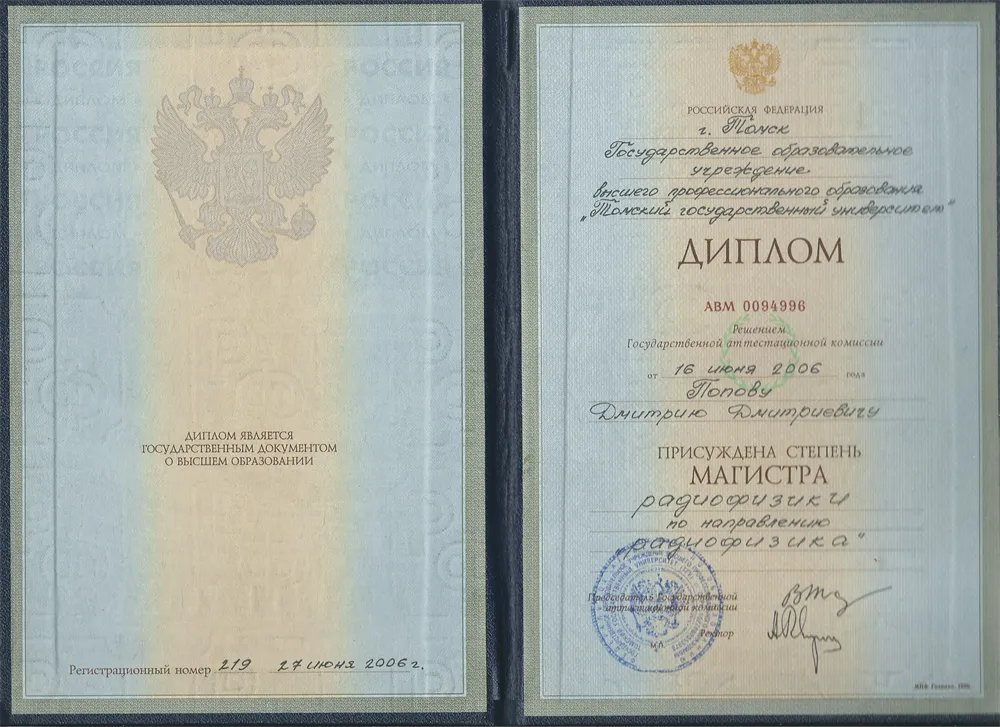 ДИПЛОМ ЯВЛЯЕТСЯ
ГОСУДАРСТВЕННЫМ ДОКУМЕНТОМ
О ВЫСШЕМ ОБРАЗОВАНИИ
Регистрационный номер 219 27 июня 2006 г.
РОССИЙСКАЯ ФЕДЕРАЦИЯ
г. Томск
Государственное образовательное
учреждение
высшего профессионального образования
„Томский государственный университет"
ДИПЛОМ
АВМ 0094996
Решением
Государственной аттестационной комиссии
от 16 июня 2006 года
Попову
Дмитрию Дмитриевичу
ПРИСУЖДЕНА СТЕПЕНЬ
МАГИСТРА
радиофизики
по направлению
„радиофизика"
Председатель Государственной
аттестационной комиссии
Ректор
М.П.